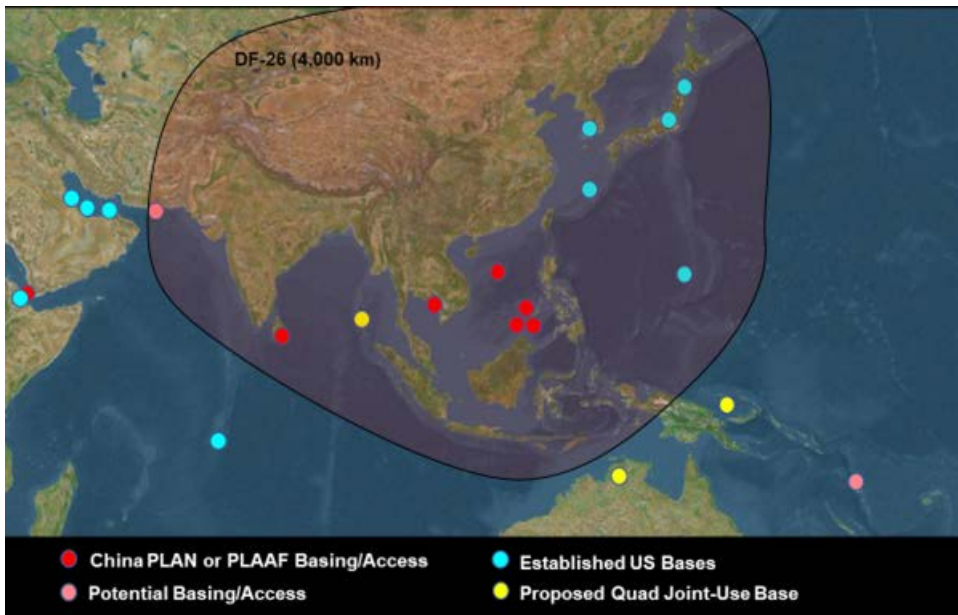 DF-26 (4,000 km)
China PLAN or PLAAF Basing/Access
Established US Bases
Potential Basing/Access
Proposed Quad Joint-Use Base